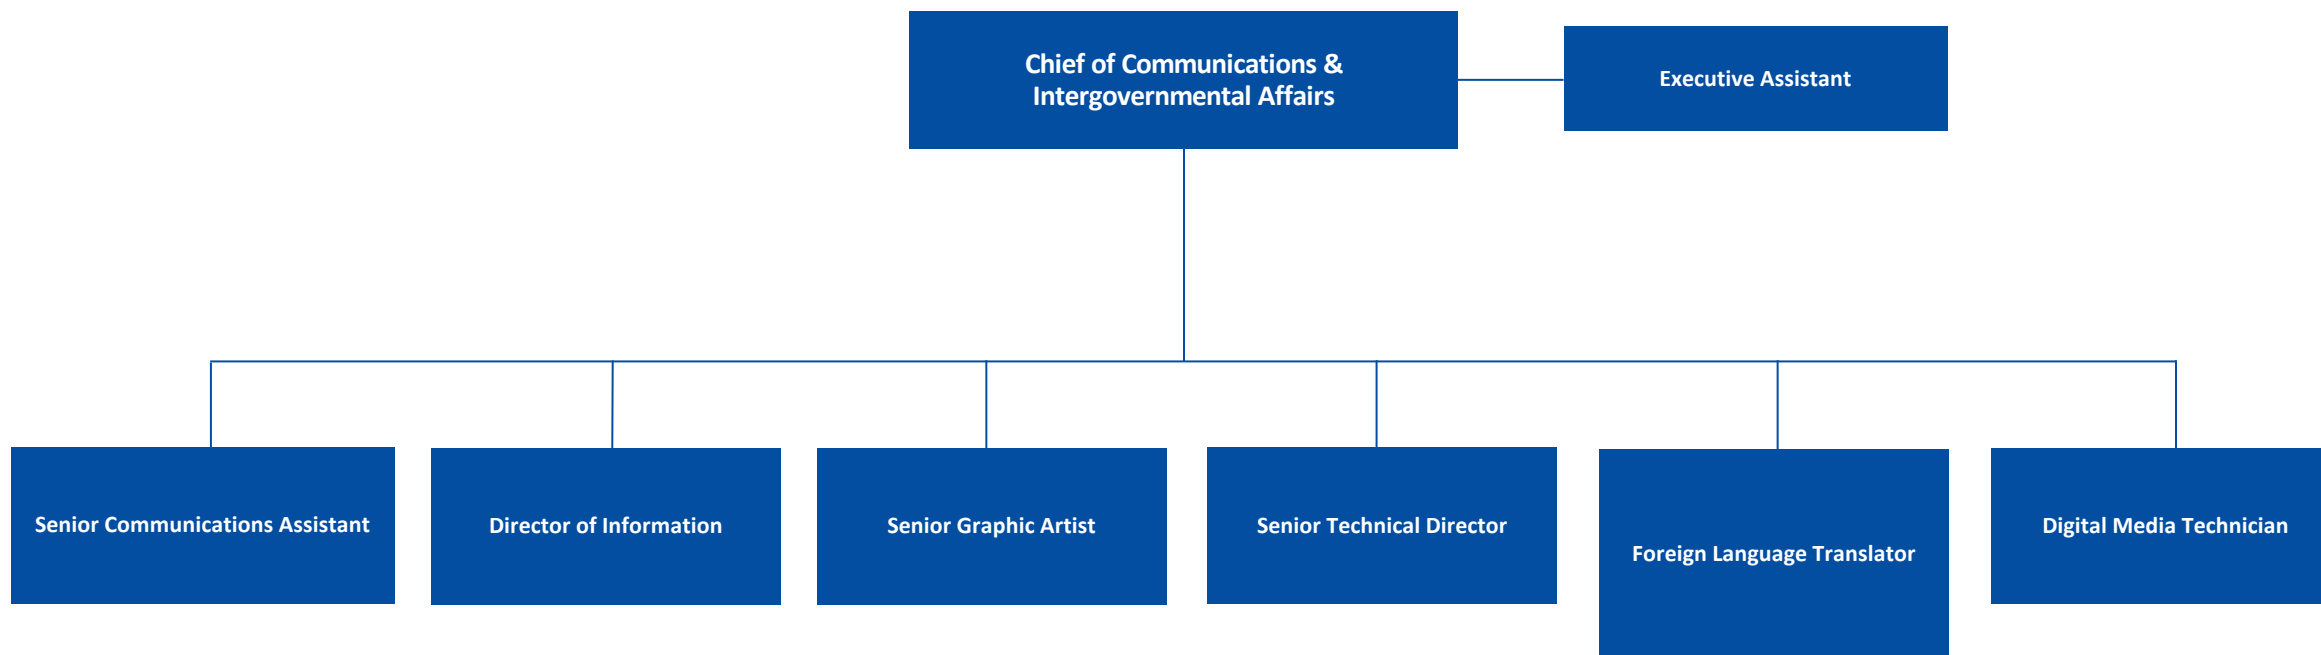 Chief of Communications &
Intergovernmental Affairs
Executive Assistant
Senior Communications Assistant
Director of Information
Senior Graphic Artist
Senior Technical Director
Foreign Language Translator
Digital Media Technician